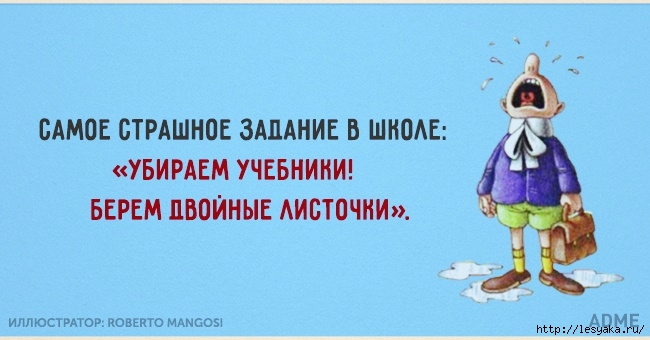 САМОЕ СТРАШНОЕ ЗАДАНИЕ В ШКОЛЕ:
«УБИРАЕМ УЧЕБНИКИ!
БЕРЕМ ДВОЙНЫЕ ЛИСТОЧКИ».
ИЛЛЮСТРАТОР: ROBERTO MANGOSI
ADME
http://lesyaka.ru/